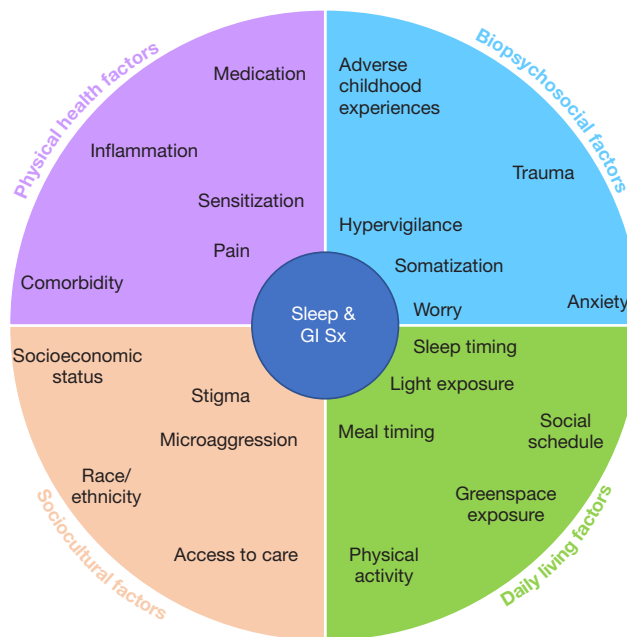 Physical health factors
Medication
Inflammation
Sensitization
Pain
Comorbidity
Biopsychosocial factors
Adverse
childhood
experiences
Trauma
Hypervigilance
Somatization
Worry
Anxiety
Sleep &
GI Sx
Socioeconomic
status
Stigma
Microaggression
Race/
ethnicity
Access to care
Sociocultural factors
Sleep timing
Light exposure
Meal timing
Social
schedule
Greenspace
exposure
Physical
activity
Daily living factors